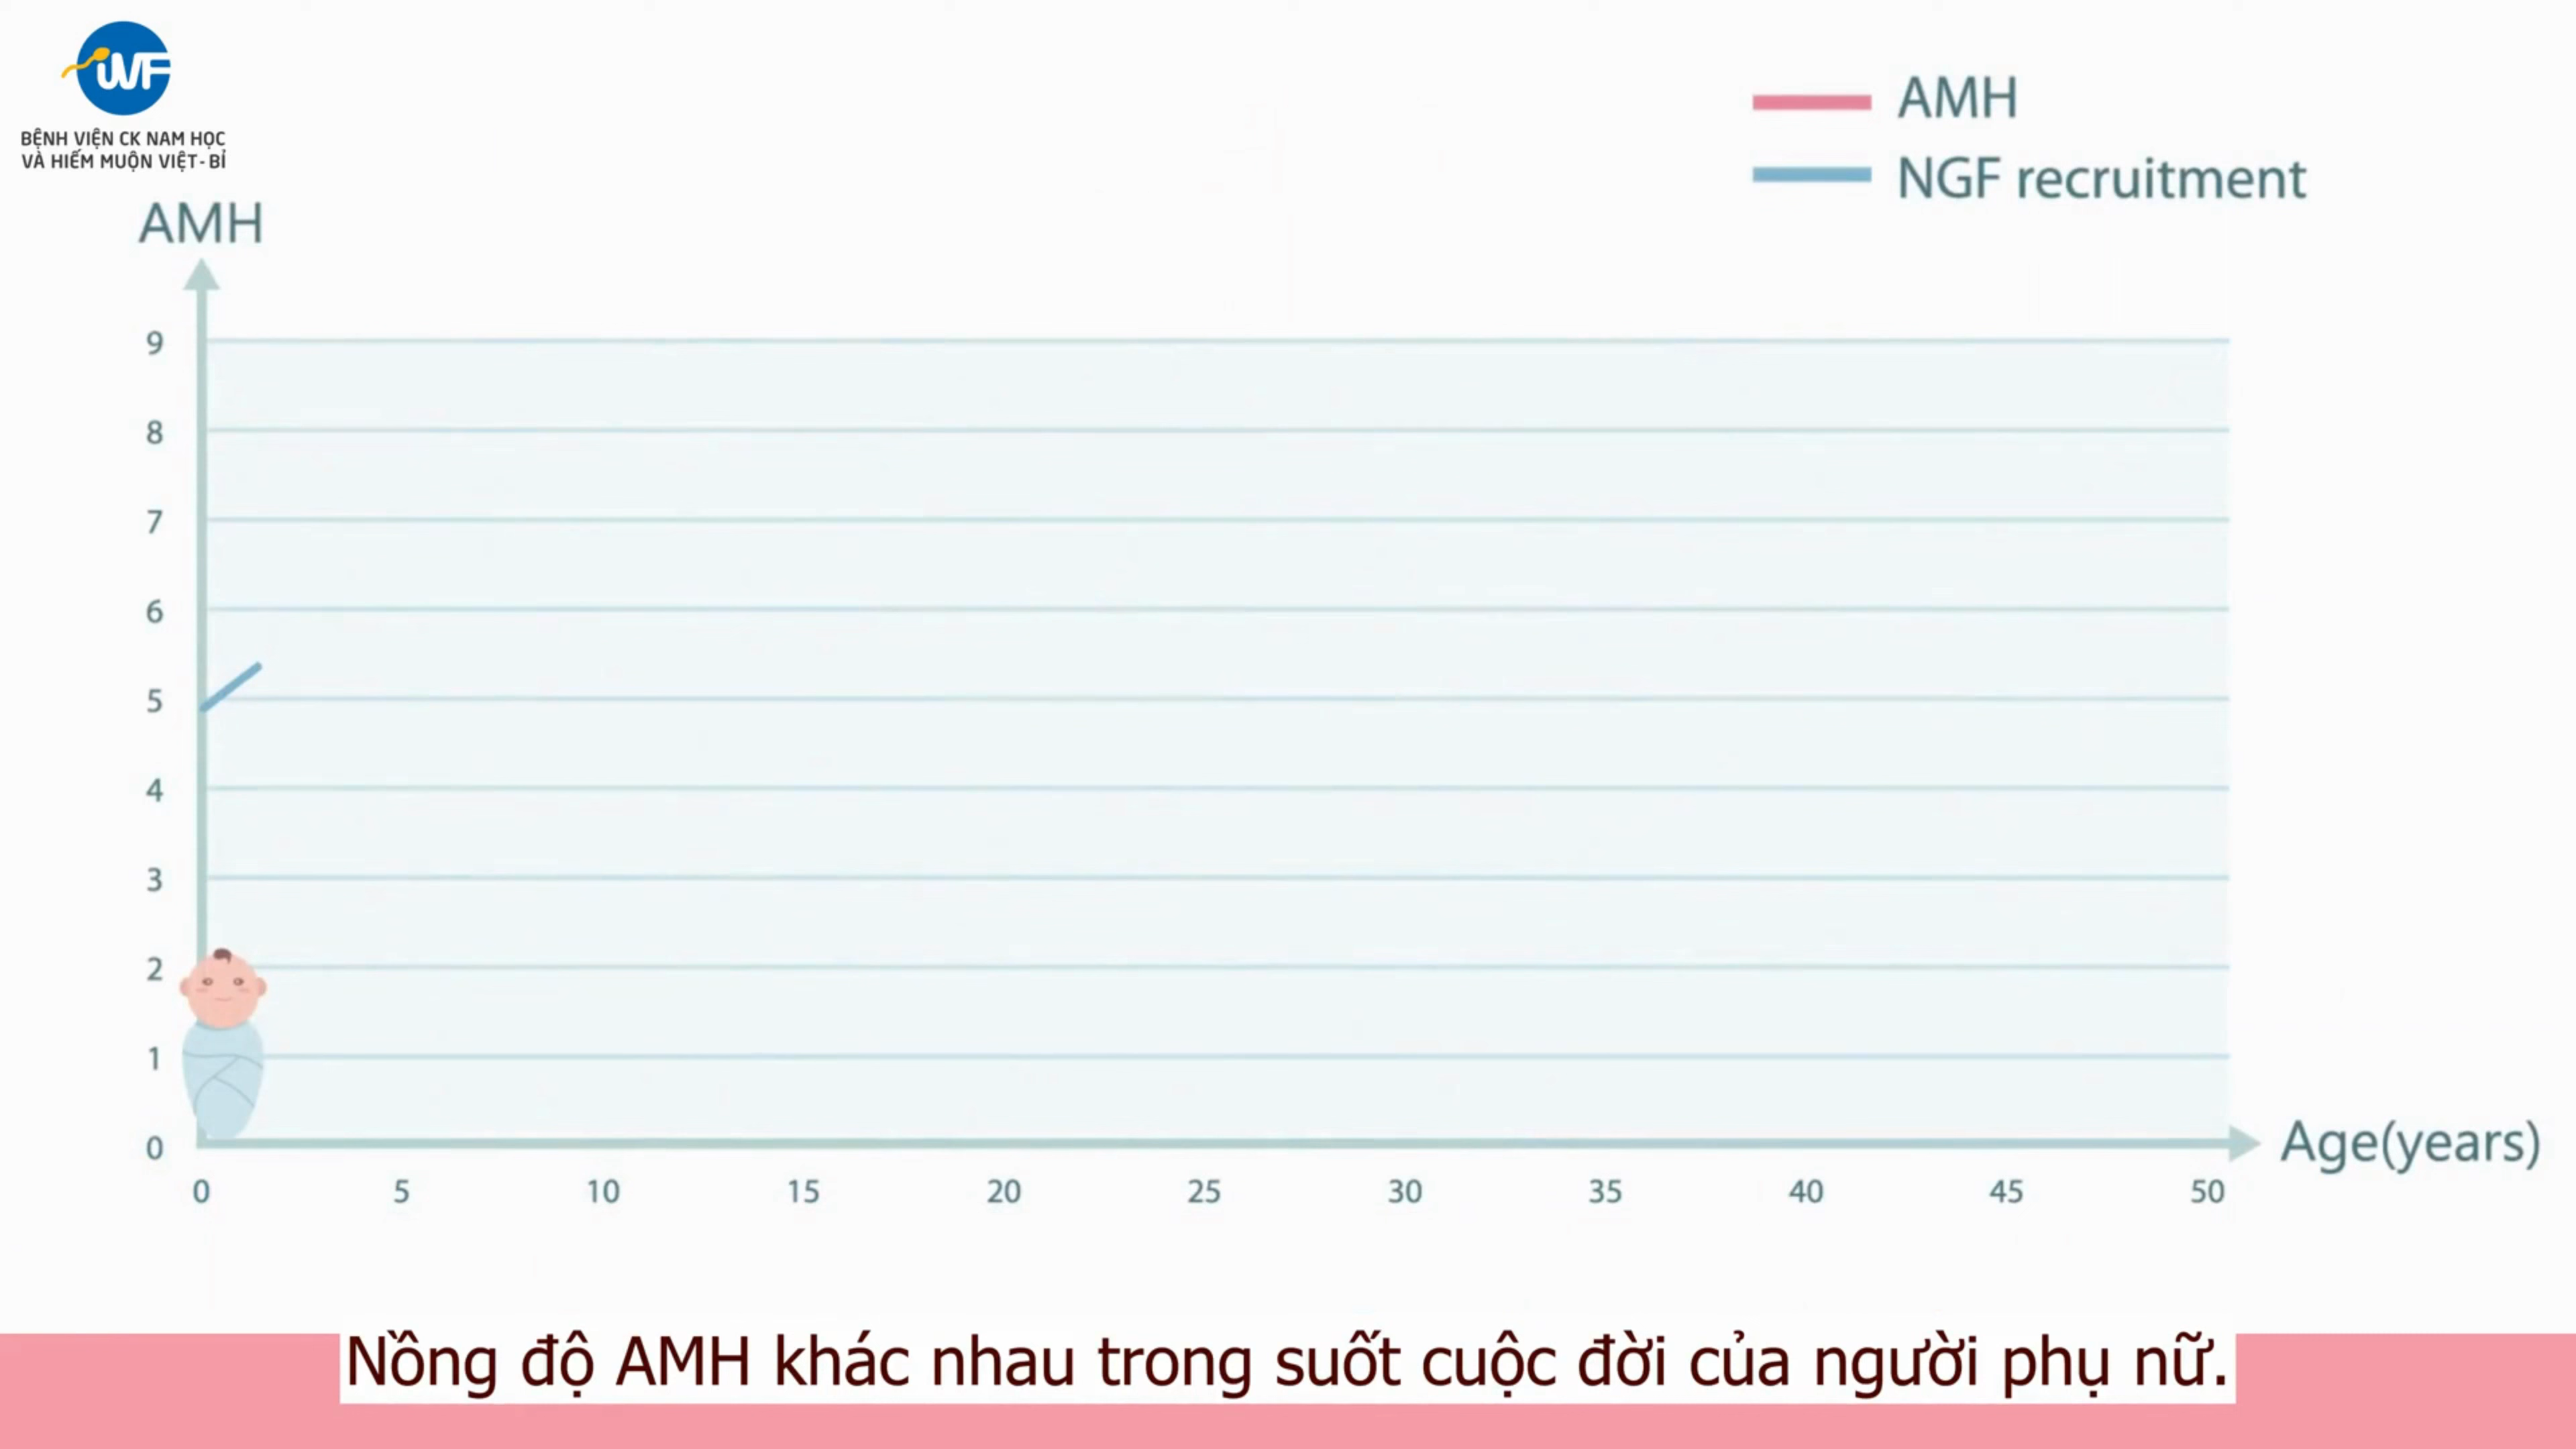 iVF
BỆNH VIỆN CK NAM HỌC
VÀ HIẾM MUỘN VIỆT-BỈ
AMH
NGF recruitment
AMH
9
8
7
6
5
4
3
2
1
0
0 5 10 15 20 25 30 35 40 45 50
Age(years)
Nồng độ AMH khác nhau trong suốt cuộc đời của người phụ nữ.